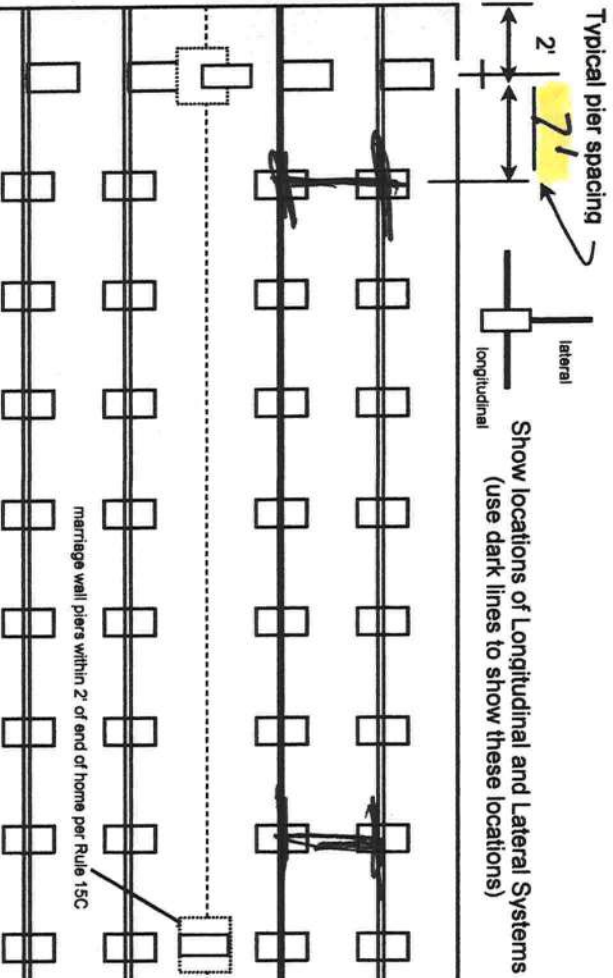 Typical pier spacing
2'
7'
lateral
longitudinal
Show locations of Longitudinal and Lateral Systems
(use dark lines to show these locations)
marriage wall piers within 2' of end of home per Rule 15C